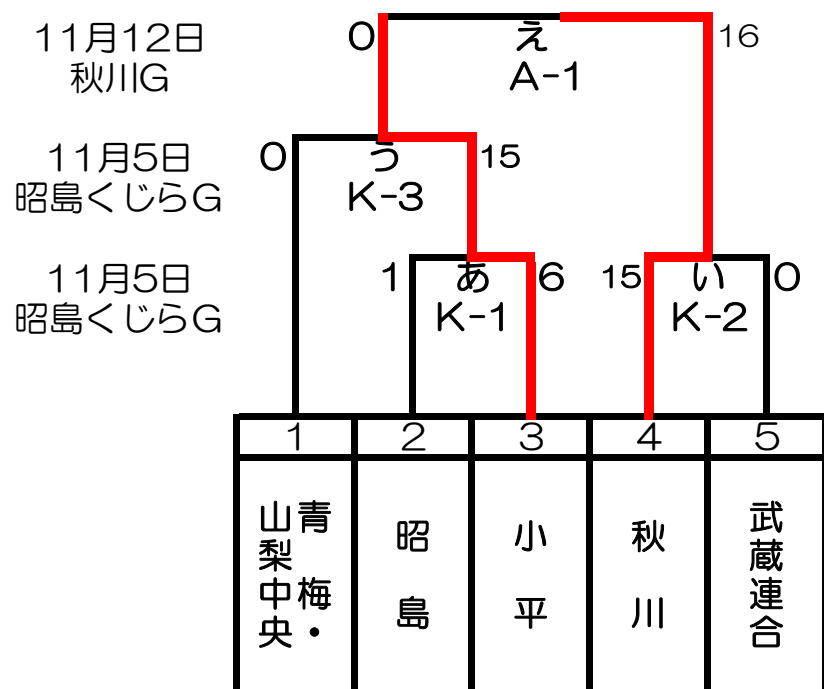 11月12日
秋川G
0
え
16
A-1
11月5日
昭島くじらG
0
う
15
K-3
11月5日
昭島くじらG
1
あ
6
15
い
0
K-1
K-2
1
2
3
4
5
青梅・
山梨中央
昭島
小平
秋川
武蔵連合